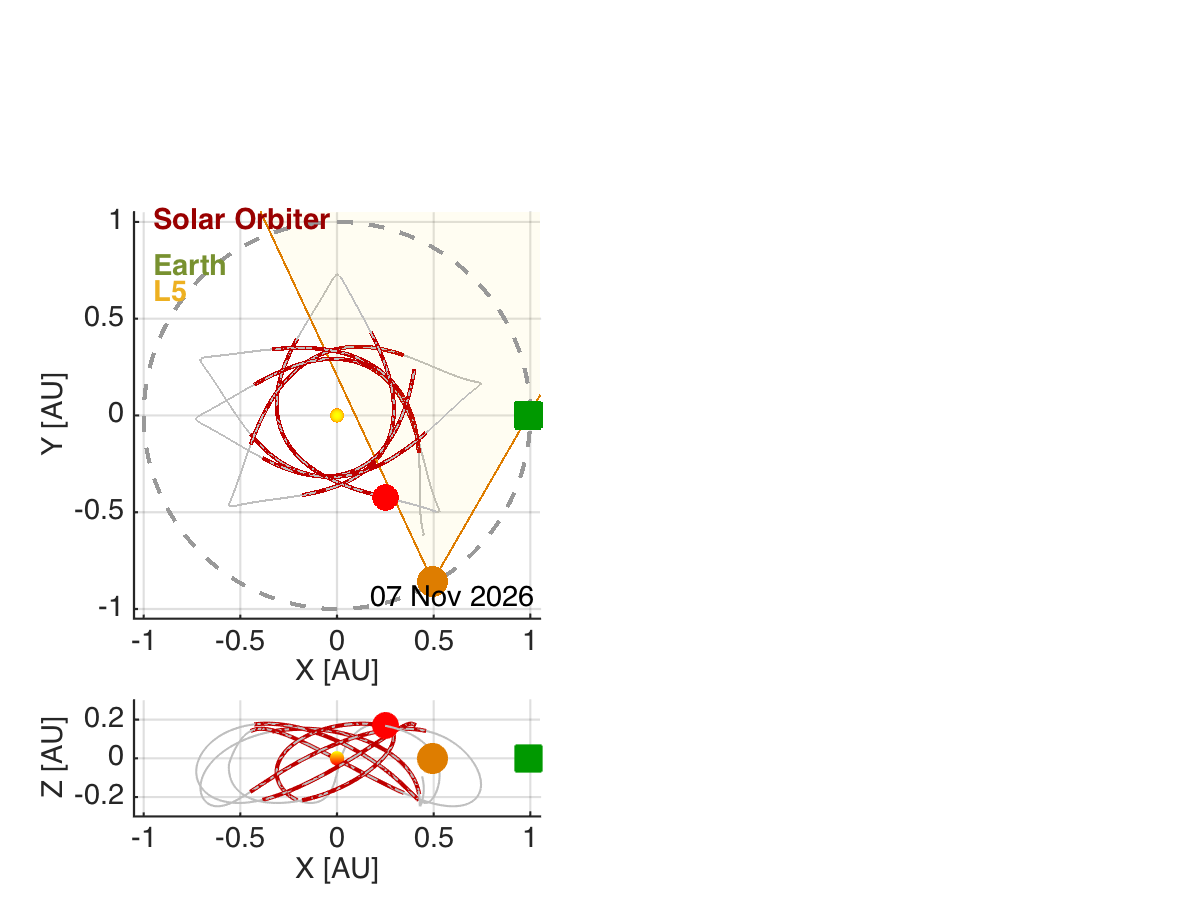 Solar Orbiter
Earth
L5
07 Nov 2026
1
0.5
0
-0.5
-1
Y [AU]
-1 -0.5 0 0.5 1
X [AU]
0.2
0
-0.2
Z [AU]
-1 -0.5 0 0.5 1
X [AU]